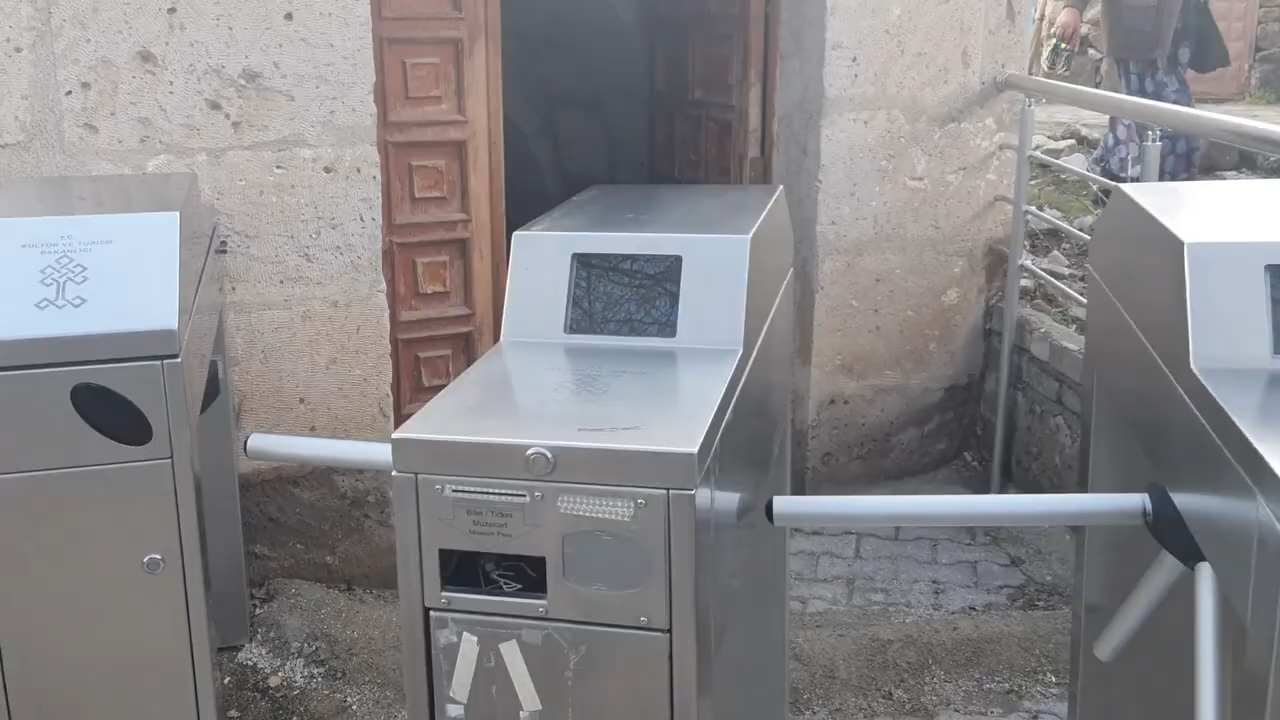 T.C.
KÜLTÜR VE TURİZM
BAKANLIĞI
Bilet / Ticket
Müzekart
Museum Pass